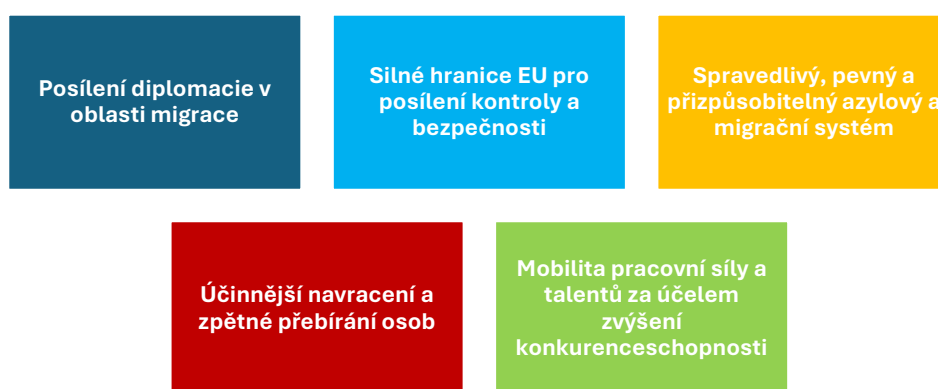 Posílení diplomacie v
oblasti migrace
Silné hranice EU pro
posílení kontroly a
bezpečnosti
Spravedlivý, pevný a
přizpůsobitelný azylový a
migrační systém
Účinnější navracení a
zpětné přebírání osob
Mobilita pracovní síly a
talentů za účelem
zvýšení
konkurenceschopnosti